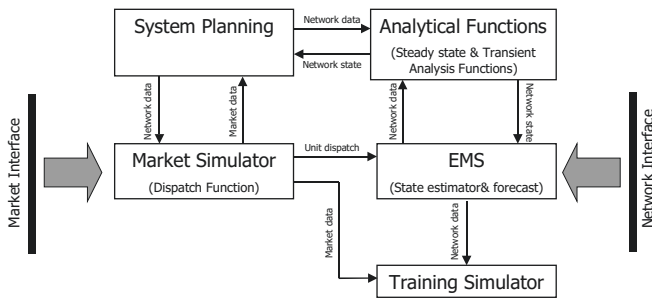 System Planning
Network data
Analytical Functions
(Steady state & Transient
Analysis Functions)
Network state
Network data
Market data
Network data
Network state
Market Interface
Market Simulator
(Dispatch Function)
Unit dispatch
EMS
(State estimator& forecast)
Network Interface
Market data
Network data
Training Simulator